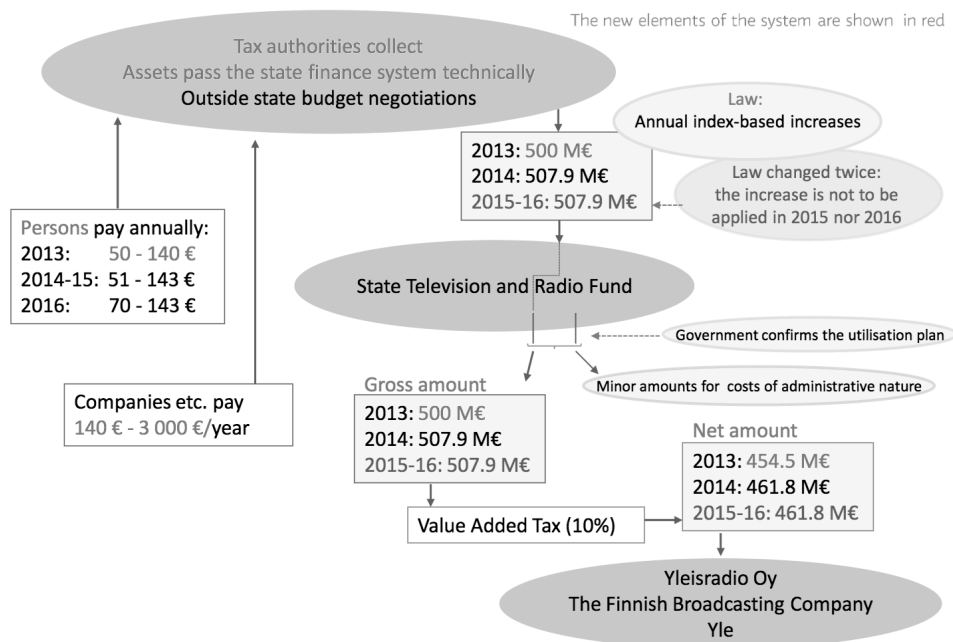 The new elements of the system are shown in red
Tax authorities collect
Assets pass the state finance system technically
Outside state budget negotiations
Law:
Annual index-based increases
2013: 500 M€
2014: 507.9 M€
2015-16: 507.9 M€
Law changed twice:
the increase is not to be
applied in 2015 nor 2016
Persons pay annually:
2013: 50 - 140 €
2014-15: 51 - 143 €
2016: 70 - 143 €
State Television and Radio Fund
Government confirms the utilisation plan
Minor amounts for costs of administrative nature
Companies etc. pay
140 € - 3 000 €/year
Gross amount
2013: 500 M€
2014: 507.9 M€
2015-16: 507.9 M€
Net amount
2013: 454.5 M€
2014: 461.8 M€
2015-16: 461.8 M€
Value Added Tax (10%)
Yleisradio Oy
The Finnish Broadcasting Company
Yle